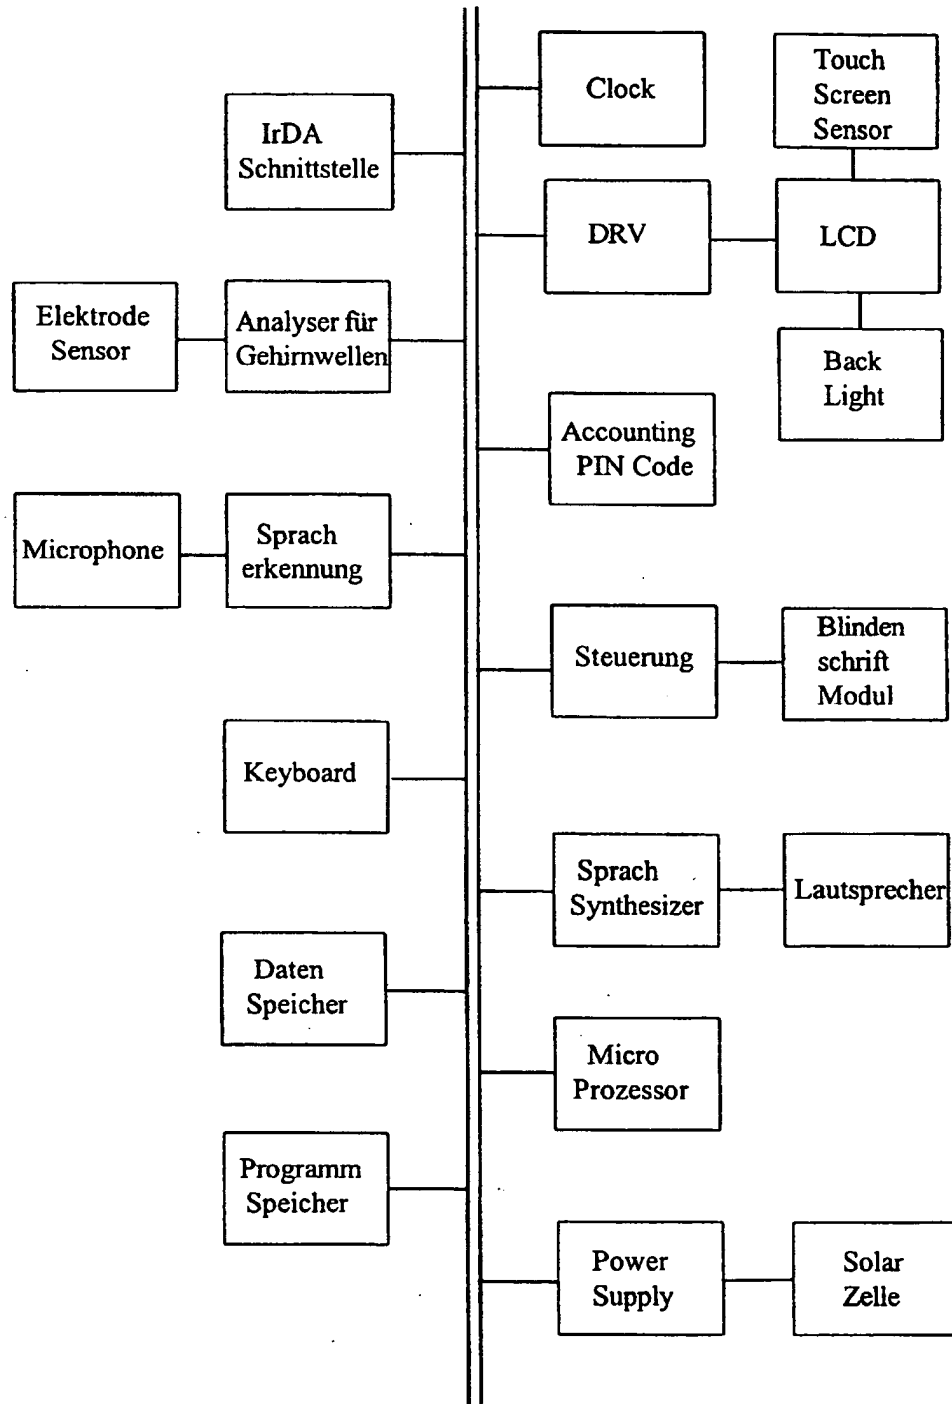 Clock
Touch
Screen
Sensor
IrDA
Schnittstelle
DRV
LCD
Elektrode
Sensor
Analyser für
Gehirnwellen
Back
Light
Accounting
PIN Code
Microphone
Sprach
erkennung
Steuerung
Blinden
schrift
Modul
Keyboard
Sprach
Synthesizer
Lautsprecher
Daten
Speicher
Micro
Prozessor
Programm
Speicher
Power
Supply
Solar
Zelle